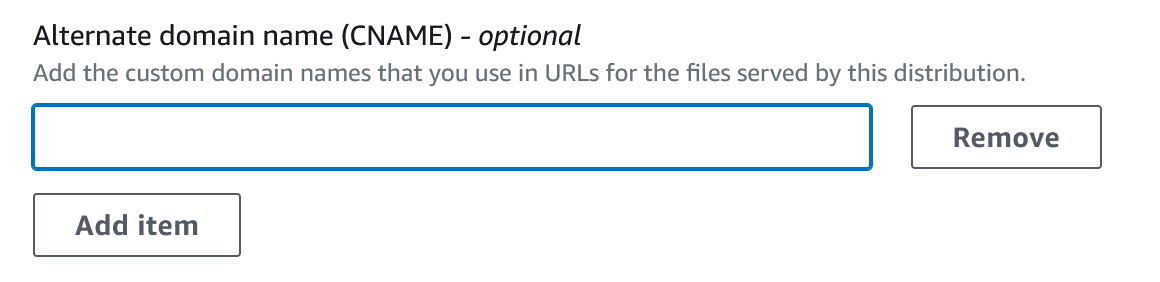 Alternate domain name (CNAME) - optional
Add the custom domain names that you use in URLs for the files served by this distribution.
Remove
Add item